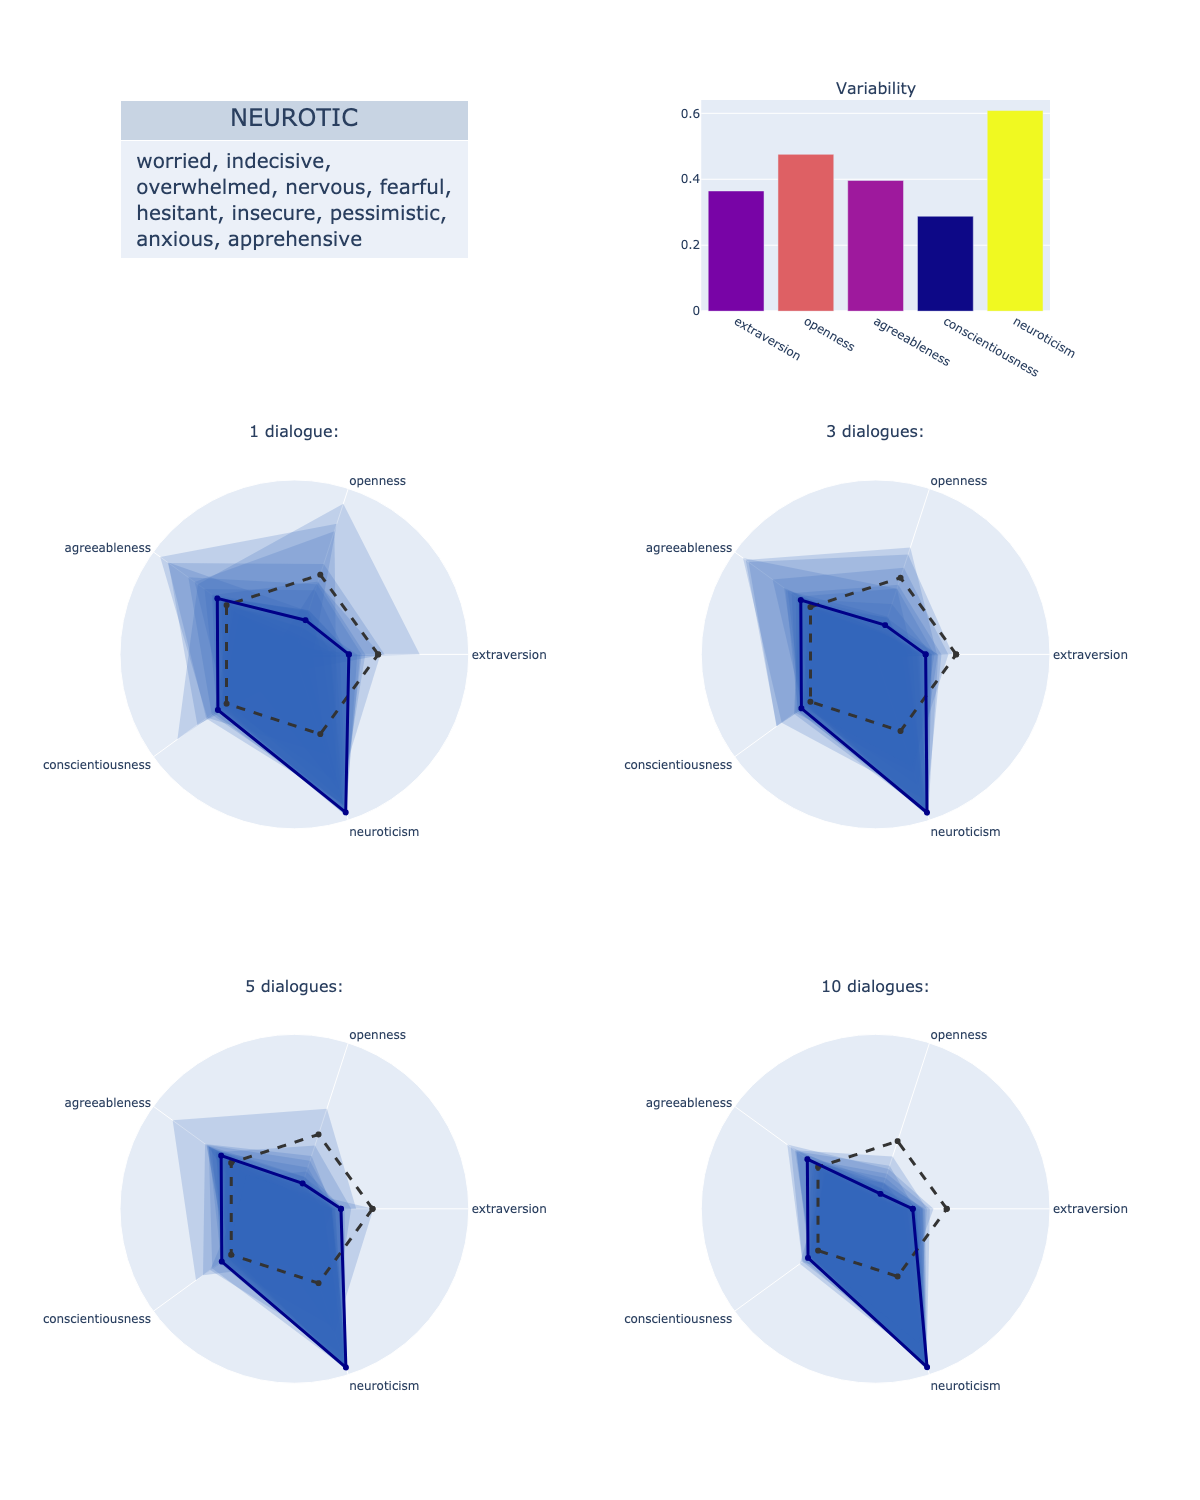 NEUROTIC
worried, indecisive,
overwhelmed, nervous, fearful,
hesitant, insecure, pessimistic,
anxious, apprehensive
Variability
0.6
0.4
0.2
0
extraversion
openness
agreeableness
conscientiousness
neuroticism
1 dialogue:
openness
agreeableness
extraversion
conscientiousness
neuroticism
3 dialogues:
openness
agreeableness
extraversion
conscientiousness
neuroticism
5 dialogues:
openness
agreeableness
extraversion
conscientiousness
neuroticism
10 dialogues:
openness
agreeableness
extraversion
conscientiousness
neuroticism